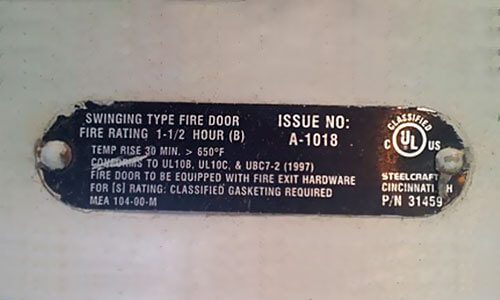 SWINGING TYPE FIRE DOOR
FIRE RATING 1-1/2 HOUR (B)
TEMP RISE 30 MIN. > 650°F
CONFORMS TO UL10B, UL10C, & UBC7-2 (1997)
FIRE DOOR TO BE EQUIPPED WITH FIRE EXIT HARDWARE
FOR [S] RATING: CLASSIFIED GASKETING REQUIRED
MEA 104-00-M
ISSUE NO:
A-1018
CLASSIFIED
C UL US
STEELCRAFT
CINCINNATI H
P/N 31459